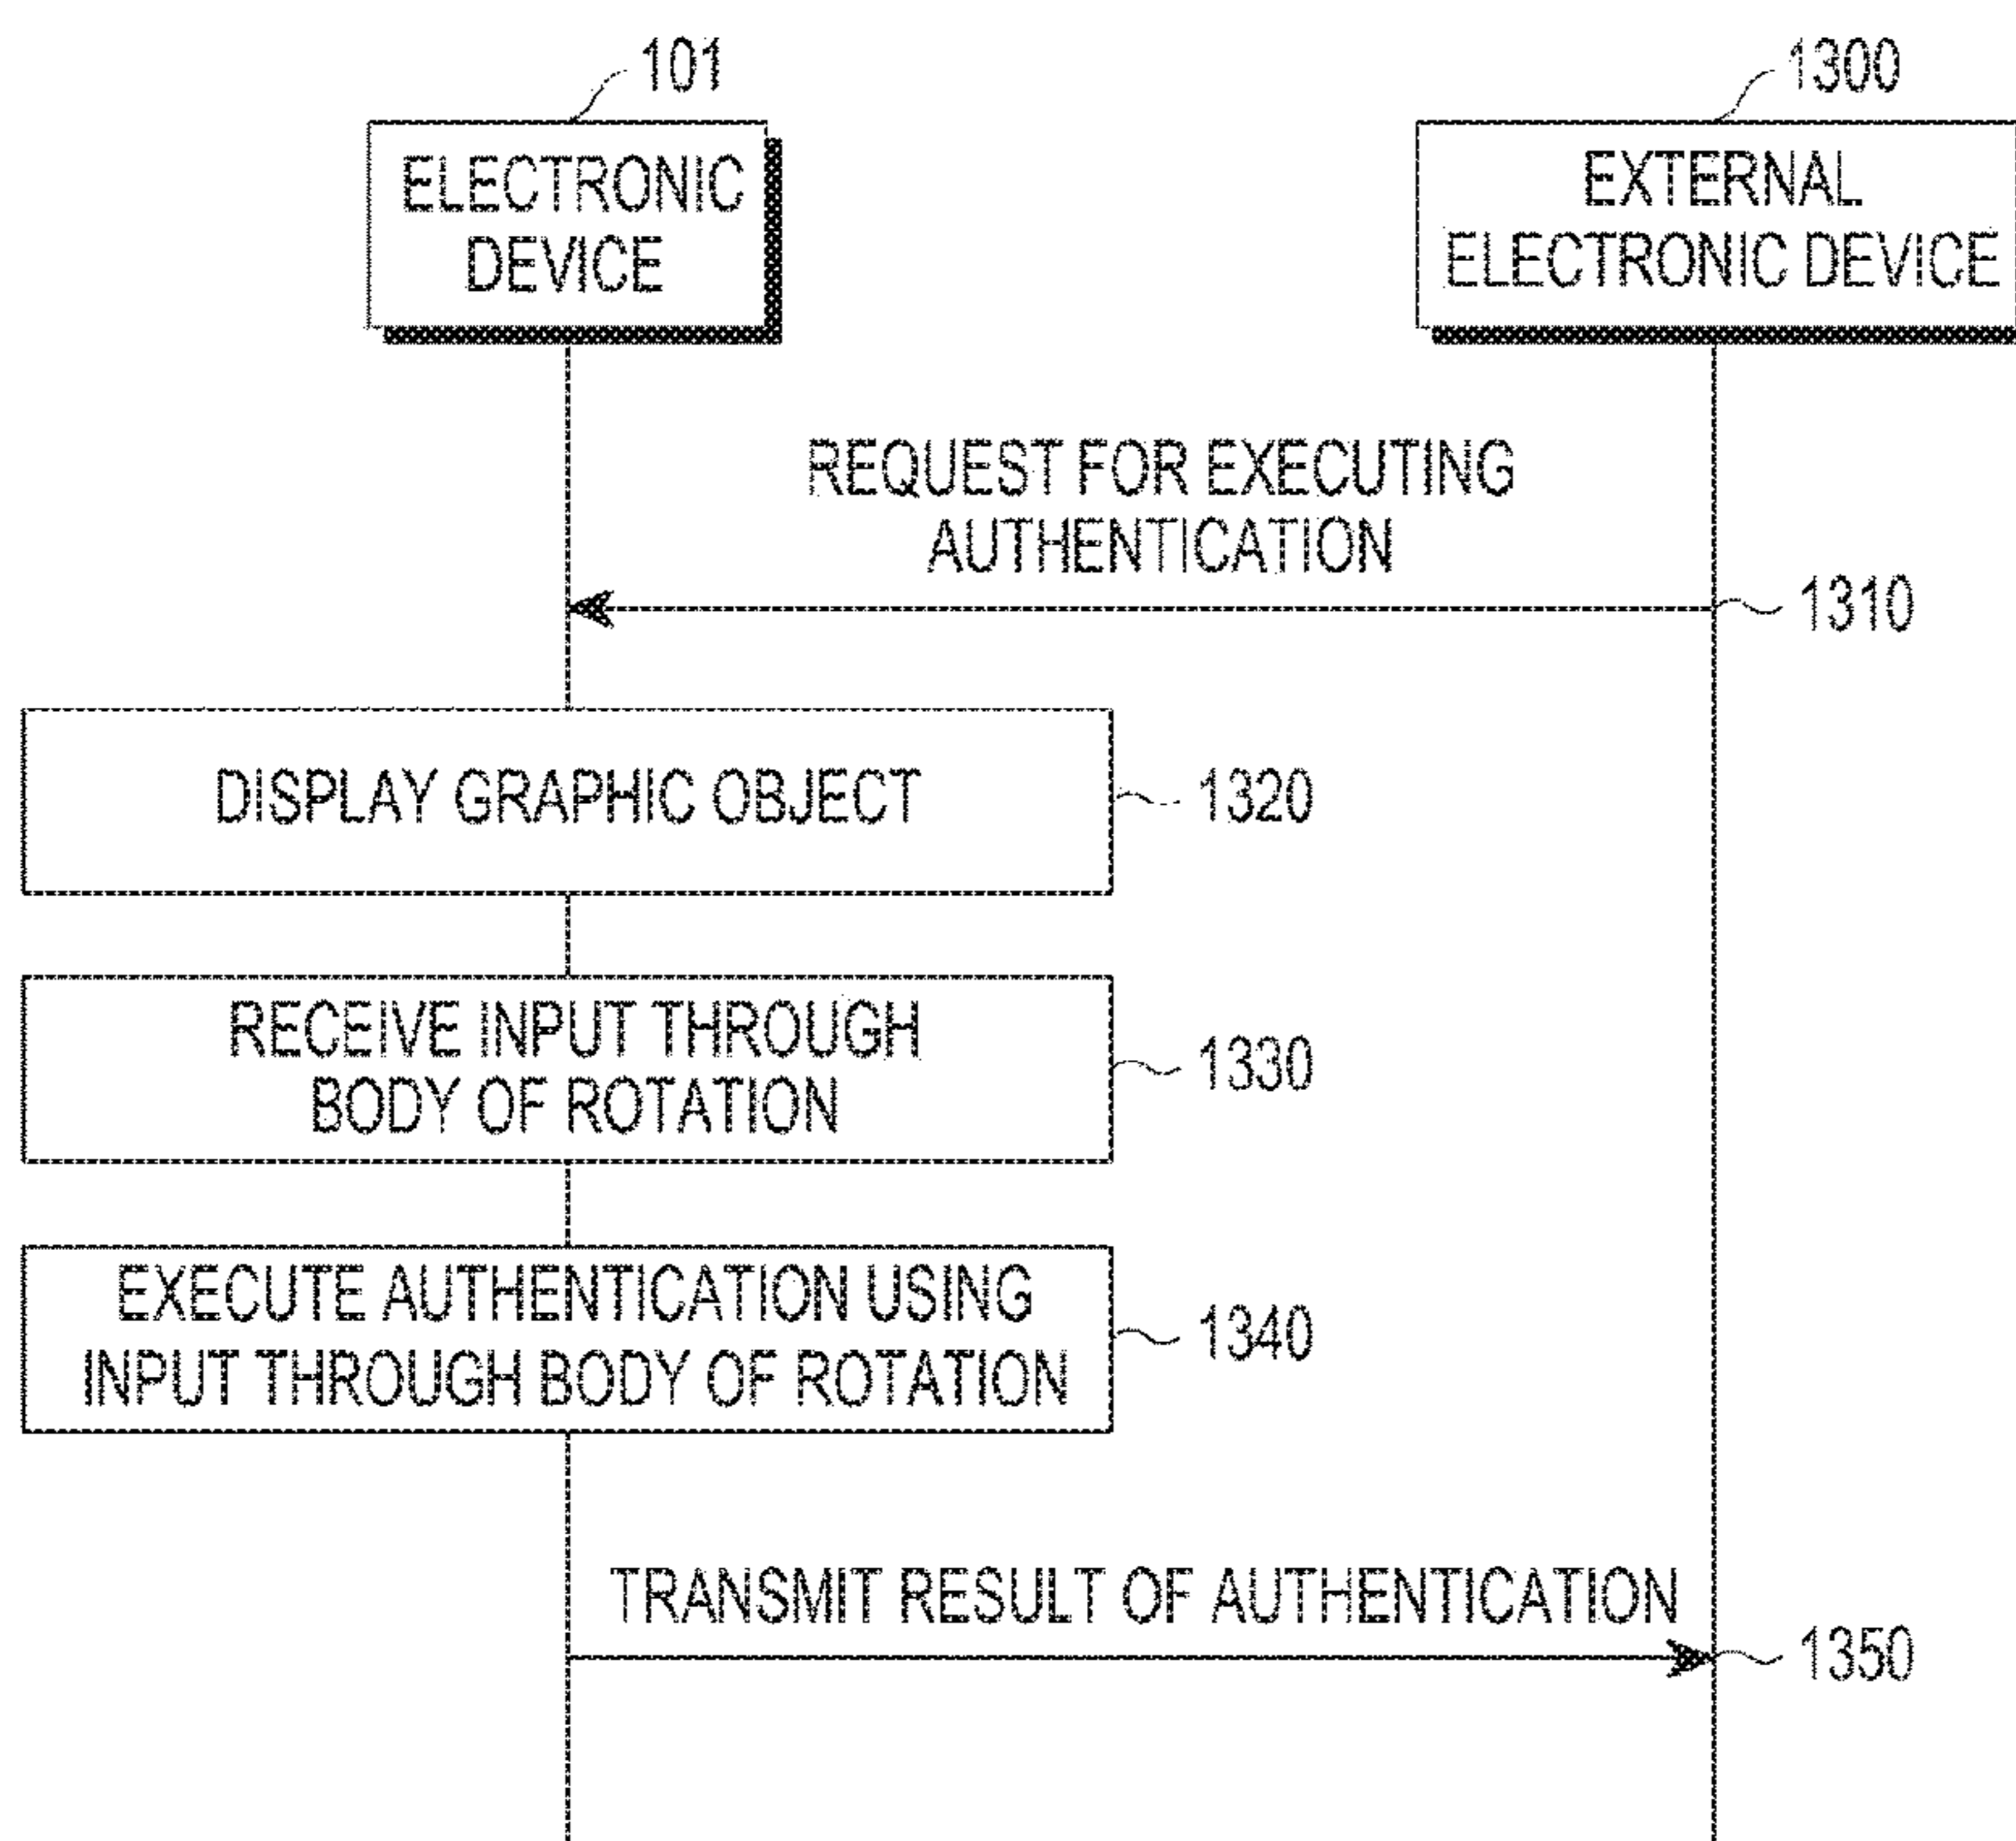 101
1300
ELECTRONIC
DEVICE
EXTERNAL
ELECTRONIC DEVICE
REQUEST FOR EXECUTING
AUTHENTICATION
1310
DISPLAY GRAPHIC OBJECT
1320
RECEIVE INPUT THROUGH
BODY OF ROTATION
1330
EXECUTE AUTHENTICATION USING
INPUT THROUGH BODY OF ROTATION
1340
TRANSMIT RESULT OF AUTHENTICATION
1350